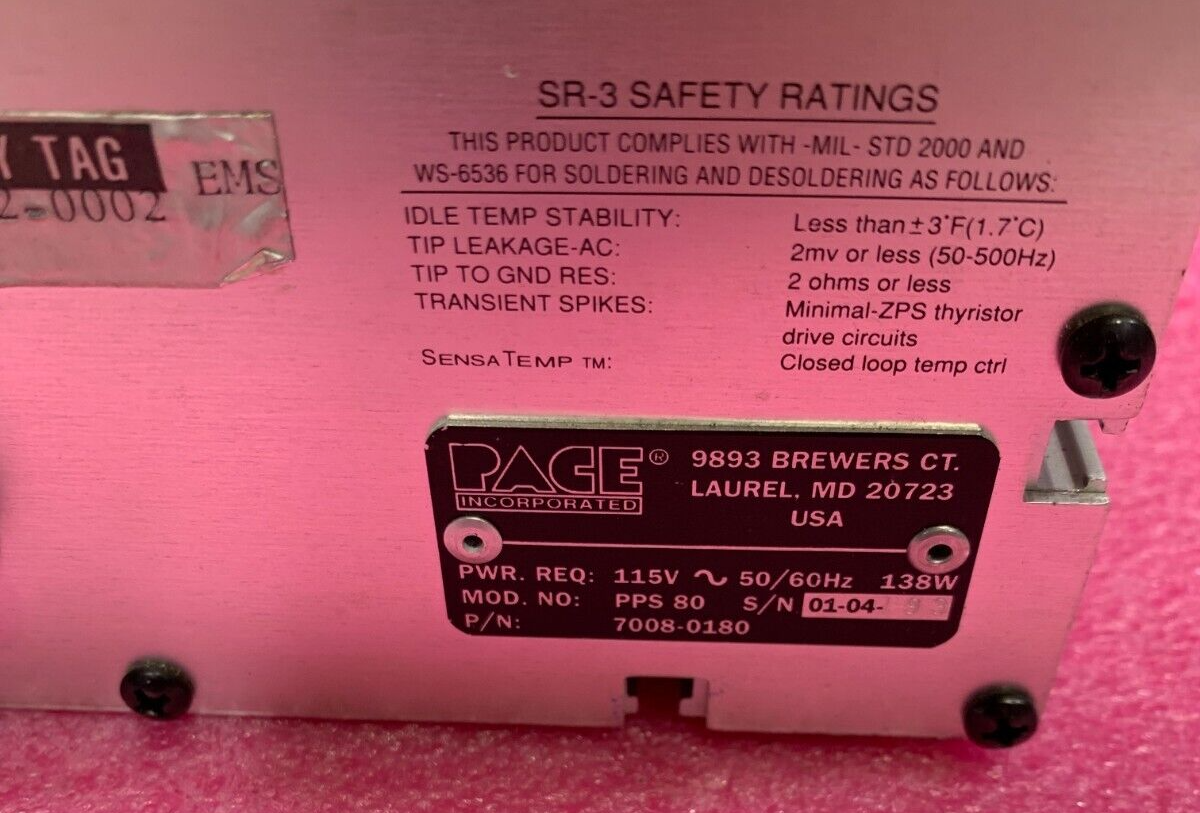 Y TAG
2-0002 EMS
SR-3 SAFETY RATINGS
THIS PRODUCT COMPLIES WITH -MIL- STD 2000 AND
WS-6536 FOR SOLDERING AND DESOLDERING AS FOLLOWS:
IDLE TEMP STABILITY: Less than ±3°F(1.7°C)
TIP LEAKAGE-AC: 2mv or less (50-500Hz)
TIP TO GND RES: 2 ohms or less
TRANSIENT SPIKES: Minimal-ZPS thyristor
drive circuits
SENSATEMP TM: Closed loop temp ctrl
PACE® 9893 BREWERS CT.
INCORPORATED LAUREL, MD 20723
USA
PWR. REQ: 115V ~ 50/60Hz 138W
MOD. NO: PPS 80 S/N 01-04-
P/N: 7008-0180